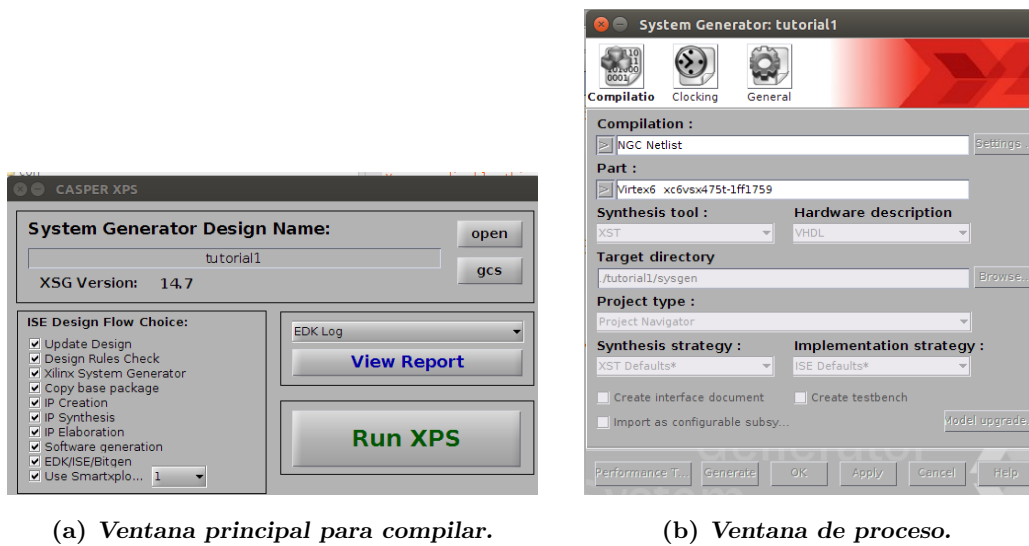 CASPER XPS
System Generator Design Name:
open
tutorial1
gcs
XSG Version: 14.7
ISE Design Flow Choice:
Update Design
Design Rules Check
Xilinx System Generator
Copy base package
IP Creation
IP Synthesis
IP Elaboration
Software generation
EDK/ISE/Bitgen
Use Smartxplo... 1
EDK Log
View Report
Run XPS
(a) Ventana principal para compilar.
System Generator: tutorial1
Compilatio Clocking General
Compilation :
NGC Netlist Settings...
Part :
Virtex6 xc6vsx475t-1ff1759
Synthesis tool : Hardware description
XST VHDL
Target directory
/tutorial1/sysgen Browse...
Project type :
Project Navigator
Synthesis strategy : Implementation strategy :
XST Defaults* ISE Defaults*
Create interface document Create testbench
Import as configurable subsy... Model upgrade
Performance T... Generate OK Apply Cancel Help
(b) Ventana de proceso.